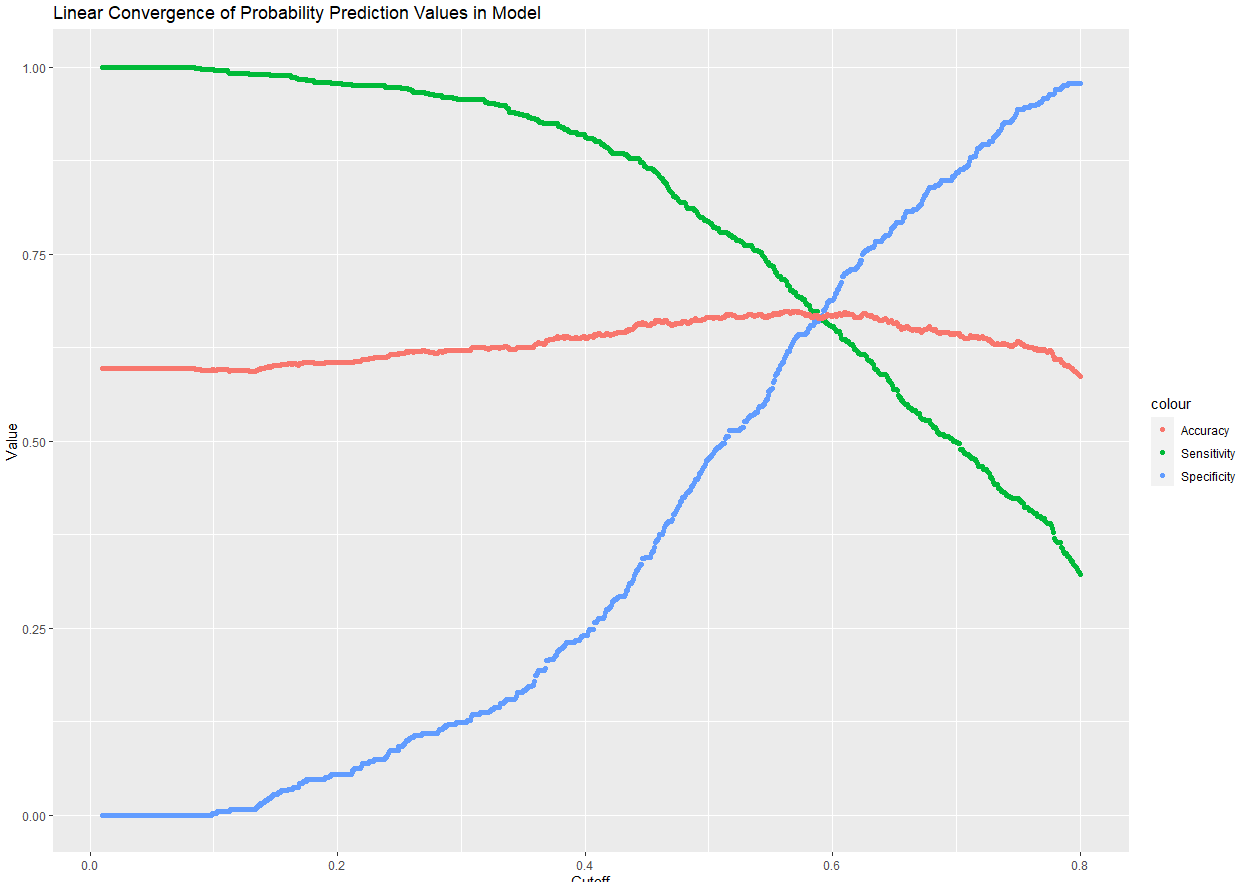 Linear Convergence of Probability Prediction Values in Model
1.00
0.75
0.50
0.25
0.00
Value
0.0
0.2
0.4
0.6
0.8
Cutoff
colour
Accuracy
Sensitivity
Specificity